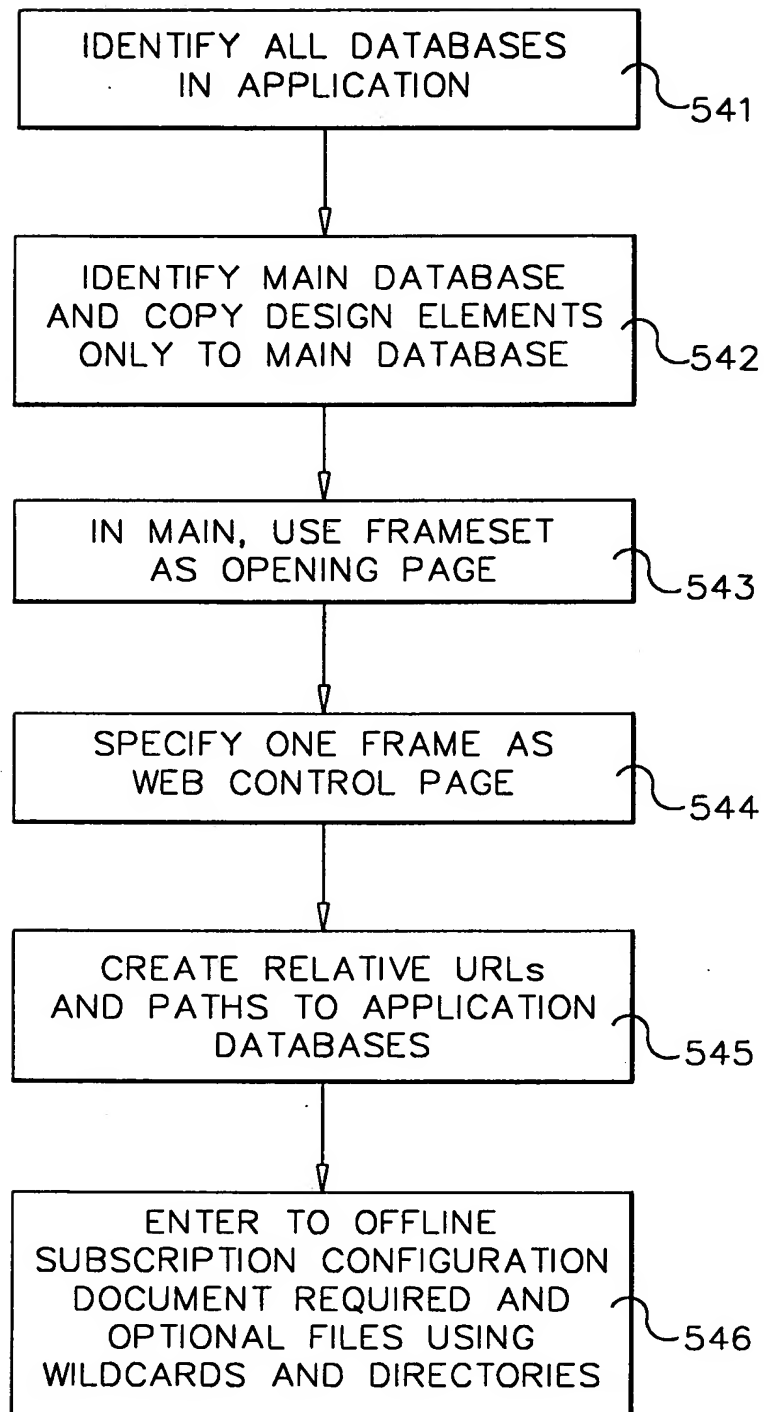 IDENTIFY ALL DATABASES
IN APPLICATION
541
IDENTIFY MAIN DATABASE
AND COPY DESIGN ELEMENTS
ONLY TO MAIN DATABASE
542
IN MAIN, USE FRAMESET
AS OPENING PAGE
543
SPECIFY ONE FRAME AS
WEB CONTROL PAGE
544
CREATE RELATIVE URLs
AND PATHS TO APPLICATION
DATABASES
545
ENTER TO OFFLINE
SUBSCRIPTION CONFIGURATION
DOCUMENT REQUIRED AND
OPTIONAL FILES USING
WILDCARDS AND DIRECTORIES
546